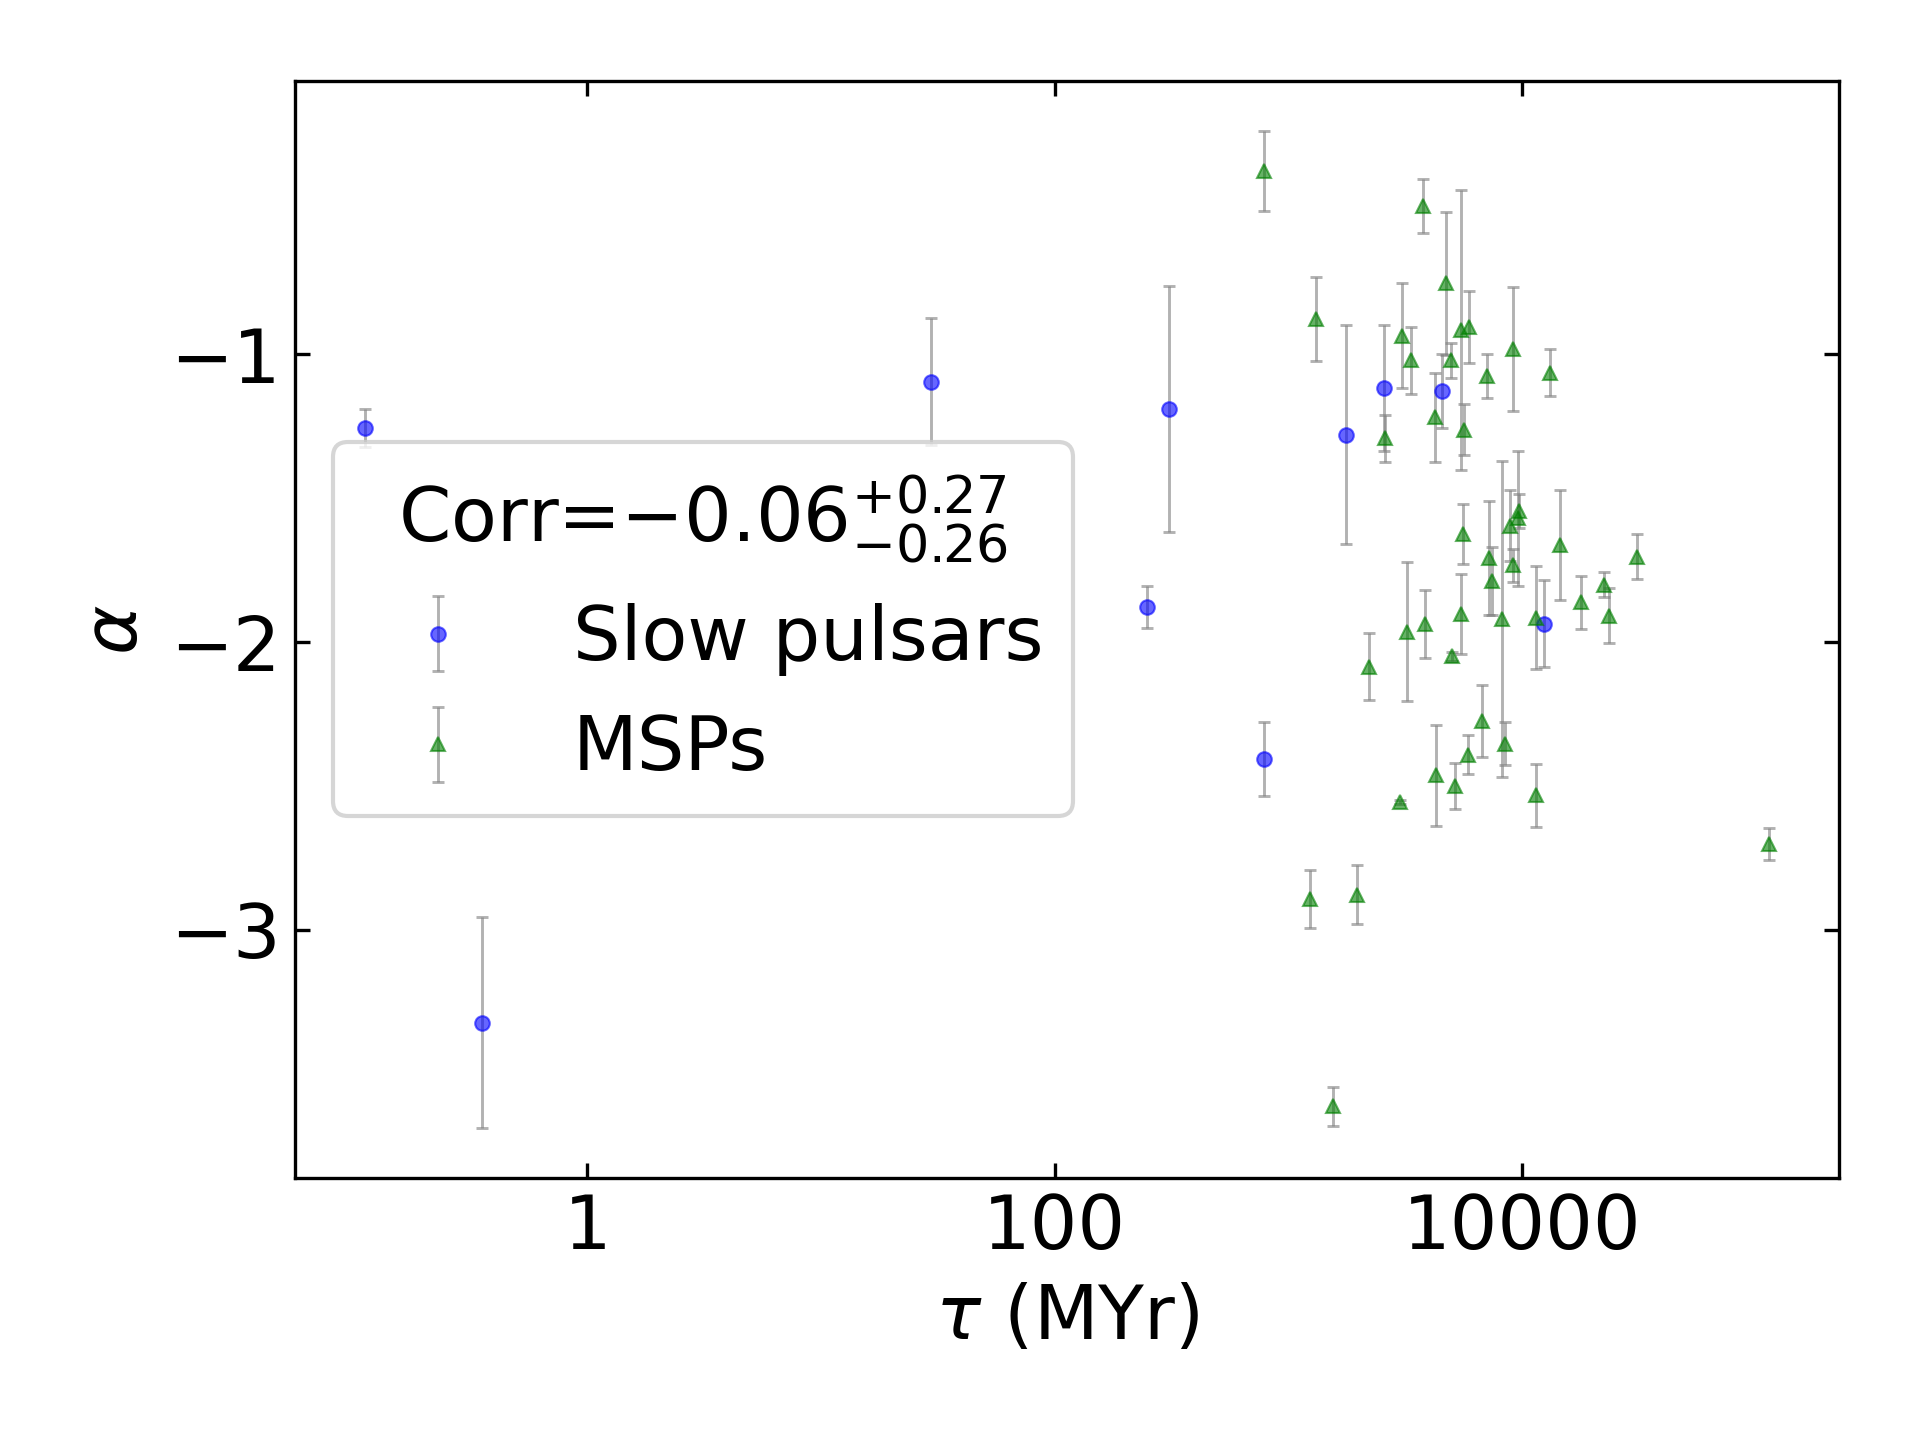 −1
−2
−3
α
Corr=−0.06 +0.27 −0.26
Slow pulsars
MSPs
1 100 10000
τ (MYr)